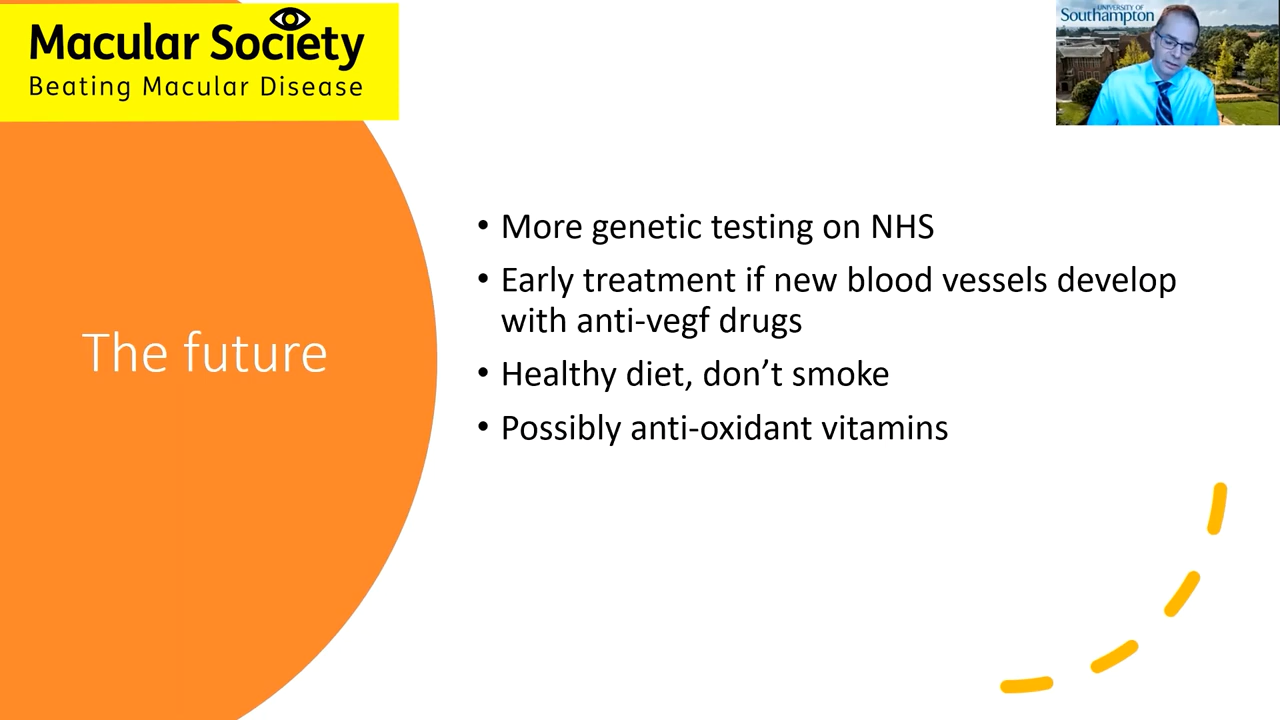 Macular Society
Beating Macular Disease
UNIVERSITY OF
Southampton
The future
• More genetic testing on NHS
• Early treatment if new blood vessels develop
with anti-vegf drugs
• Healthy diet, don’t smoke
• Possibly anti-oxidant vitamins